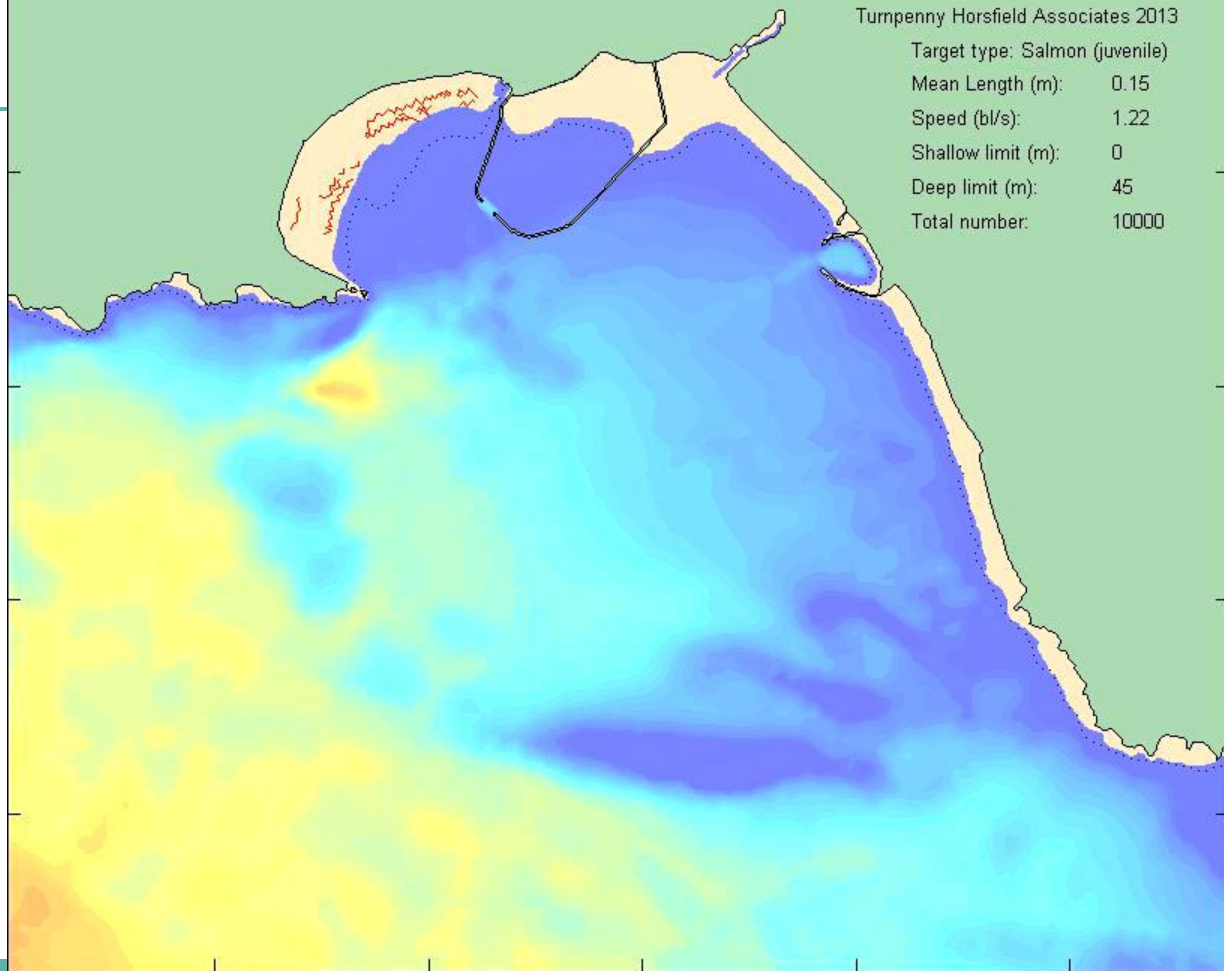 Turnpenny Horsfield Associates 2013
Target type: Salmon (juvenile)
Mean Length (m): 0.15
Speed (bl/s): 1.22
Shallow limit (m): 0
Deep limit (m): 45
Total number: 10000